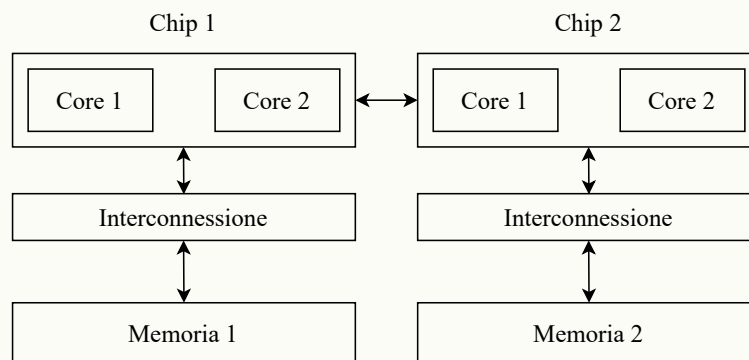 Chip 1
Chip 2
Core 1
Core 2
Core 1
Core 2
Interconnessione
Interconnessione
Memoria 1
Memoria 2